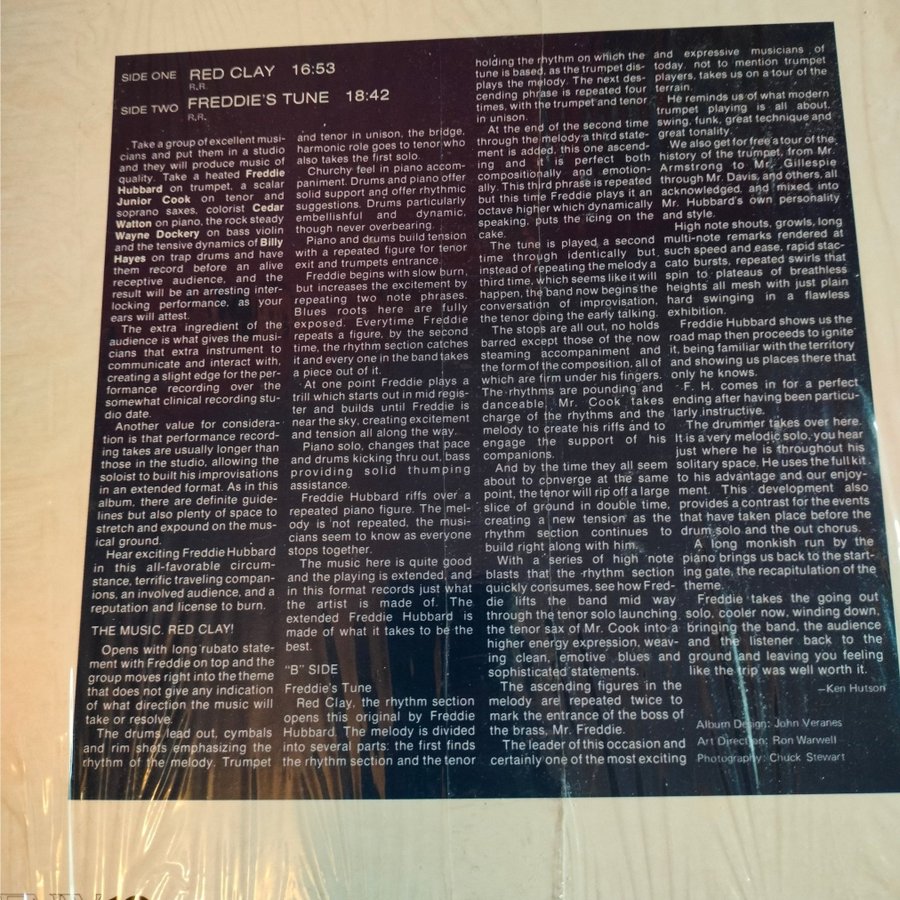 SIDE ONE RED CLAY 16:53
R.R.
SIDE TWO FREDDIE'S TUNE 18:42
R.R.
Take a group of excellent musi-
cians and put them in a studio
and they will produce music of
quality. Take a heated Freddie
Hubbard on trumpet, a scalar
Junior Cook on tenor and
soprano saxes, colorist Cedar
Watton on piano, the rock steady
Wayne Dockery on bass violin
and the tensive dynamics of Billy
Hayes on trap drums and have
them record before an alive
receptive audience, and the
result will be an arresting inter-
locking performance, as your
ears will attest.
The extra ingredient of the
audience is what gives the musi-
cians that extra instrument to
communicate and interact with,
creating a slight edge for the per-
formance recording over the
somewhat clinical recording stu-
dio date.
Another value for considera-
tion is that performance record-
ing takes are usually longer than
those in the studio, allowing the
soloist to built his improvisations
in an extended format. As in this
album, there are definite guide-
lines but also plenty of space to
stretch and expound on the mus-
ical ground.
Hear exciting Freddie Hubbard
in this all-favorable circum-
stance, terrific traveling compan-
ions, an involved audience, and a
reputation and license to burn.
THE MUSIC. RED CLAY!
Opens with long rubato state-
ment with Freddie on top and the
group moves right into the theme
that does not give any indication
of what direction the music will
take or resolve.
The drums lead out, cymbals
and rim shots emphasizing the
rhythm of the melody. Trumpet
and tenor in unison, the bridge,
harmonic role goes to tenor who
also takes the first solo.
Churchy feel in piano accom-
paniment. Drums and piano offer
solid support and offer rhythmic
suggestions. Drums particularly
embellishful and dynamic,
though never overbearing.
Piano and drums build tension
with a repeated figure for tenor
exit and trumpets entrance.
Freddie begins with slow burn,
but increases the excitement by
repeating two note phrases.
Blues roots here are fully
exposed. Everytime Freddie
repeats a figure, by the second
time, the rhythm section catches
it and every one in the band takes
a piece out of it.
At one point Freddie plays a
trill which starts out in mid regis-
ter and builds until Freddie is
near the sky, creating excitement
and tension all along the way.
Piano solo, changes that pace
and drums kicking thru out, bass
providing solid thumping
assistance.
Freddie Hubbard riffs over a
repeated piano figure. The mel-
ody is not repeated, the musi-
cians seem to know as everyone
stops together.
The music here is quite good
and the playing is extended, and
in this format records just what
the artist is made of. The
extended Freddie Hubbard is
made of what it takes to be the
best.
"B" SIDE
Freddie's Tune
Red Clay, the rhythm section
opens this original by Freddie
Hubbard. The melody is divided
into several parts: the first finds
the rhythm section and the tenor
holding the rhythm on which the
tune is based, as the trumpet dis-
plays the melody. The next des-
cending phrase is repeated four
times, with the trumpet and tenor
in unison.
At the end of the second time
through the melody a third state-
ment is added, this one ascend-
ing and it is perfect both
compositionally and emotion-
ally. This third phrase is repeated
but this time Freddie plays it an
octave higher which dynamically
speaking, puts the icing on the
cake.
The tune is played a second
time through identically but
instead of repeating the melody a
third time, which seems like it will
happen, the band now begins the
conversation of improvisation,
the tenor doing the early talking.
The stops are all out, no holds
barred except those of the now
steaming accompaniment and
the form of the composition, all of
which are firm under his fingers.
The rhythms are pounding and
danceable, Mr. Cook takes
charge of the rhythms and the
melody to create his riffs and to
engage the support of his
companions.
And by the time they all seem
about to converge at the same
point, the tenor will rip off a large
slice of ground in double time,
creating a new tension as the
rhythm section continues to
build right along with him.
With a series of high note
blasts that the rhythm section
quickly consumes, see how Fred-
die lifts the band mid way
through the tenor solo launching
the tenor sax of Mr. Cook into a
higher energy expression, weav-
ing clean, emotive blues and
sophisticated statements.
The ascending figures in the
melody are repeated twice to
mark the entrance of the boss of
the brass, Mr. Freddie.
The leader of this occasion and
certainly one of the most exciting
and expressive musicians of
today, not to mention trumpet
players, takes us on a tour of the
terrain.
He reminds us of what modern
trumpet playing is all about,
swing, funk, great technique and
great tonality.
We also get for free a tour of the
history of the trumpet, from Mr.
Armstrong to Mr. Gillespie
through Mr. Davis, and others, all
acknowledged, and mixed into
Mr. Hubbard's own personality
and style.
High note shouts, growls, long
multi-note remarks rendered at
such speed and ease, rapid stac-
cato bursts, repeated swirls that
spin to plateaus of breathless
heights all mesh with just plain
hard swinging in a flawless
exhibition.
Freddie Hubbard shows us the
road map then proceeds to ignite
it, being familiar with the territory
and showing us places there that
only he knows.
F. H. comes in for a perfect
ending after having been particu-
larly instructive.
The drummer takes over here.
It is a very melodic solo, you hear
just where he is throughout his
solitary space. He uses the full kit
to his advantage and our enjoy-
ment. This development also
provides a contrast for the events
that have taken place before the
drum solo and the out chorus.
A long monkish run by the
piano brings us back to the start-
ing gate, the recapitulation of the
theme.
Freddie takes the going out
solo, cooler now, winding down,
bringing the band, the audience
and the listener back to the
ground and leaving you feeling
like the trip was well worth it.
—Ken Hutson
Album Design: John Veranes
Art Direction: Ron Warwell
Photography: Chuck Stewart